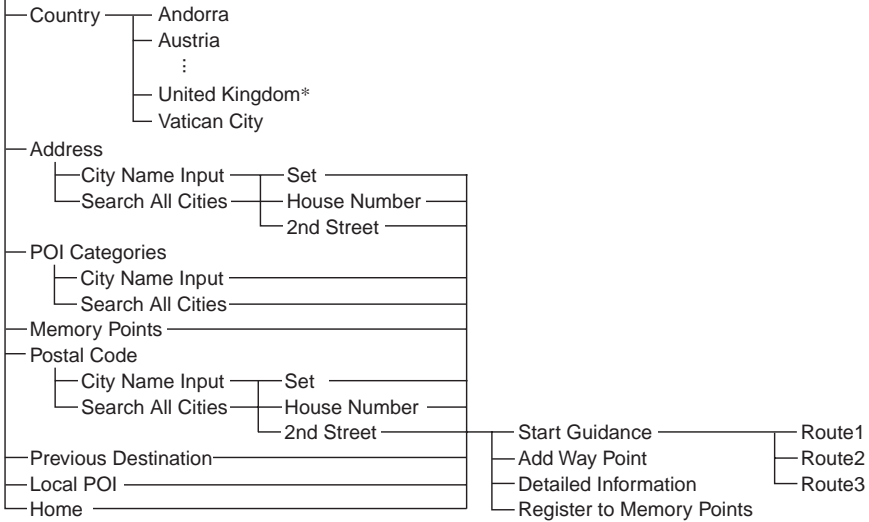 Country Andorra
Austria
⋮
United Kingdom*
Vatican City
Address
City Name Input Set
Search All Cities House Number
2nd Street
POI Categories
City Name Input
Search All Cities
Memory Points
Postal Code
City Name Input Set
Search All Cities House Number
2nd Street Start Guidance Route1
Previous Destination Add Way Point Route2
Local POI Detailed Information Route3
Home Register to Memory Points